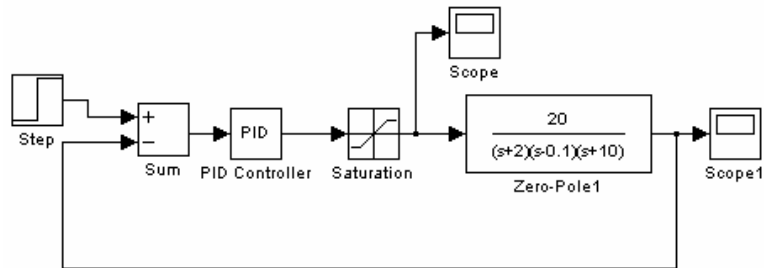 Scope
Step
+
−
Sum
PID
PID Controller
Saturation
20
(s+2)(s-0.1)(s+10)
Zero-Pole1
Scope1